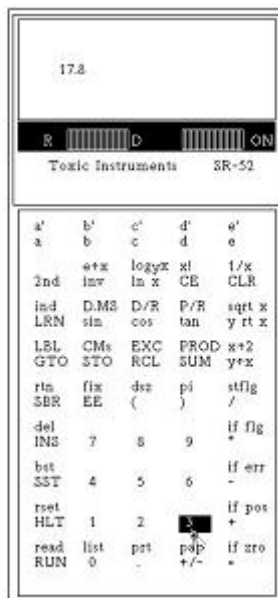 17.8
R D ON
Toxic Instruments SR-52
a' b' c' d' e'
a b c d e
e+x logyx x! 1/x
2nd inv ln x CE CLR
ind D.MS D/R P/R sqrt x
LRN sin cos tan y rt x
LBL CMs EXC PROD x+2
GTO STO RCL SUM y+x
rtn fix dsz pi stflg
SBR EE ( ) /
del if flg
INS 7 8 9 *
bst if err
SST 4 5 6 -
rset if pos
HLT 1 2 3 +
read list prt pap if zro
RUN 0 . +/- =